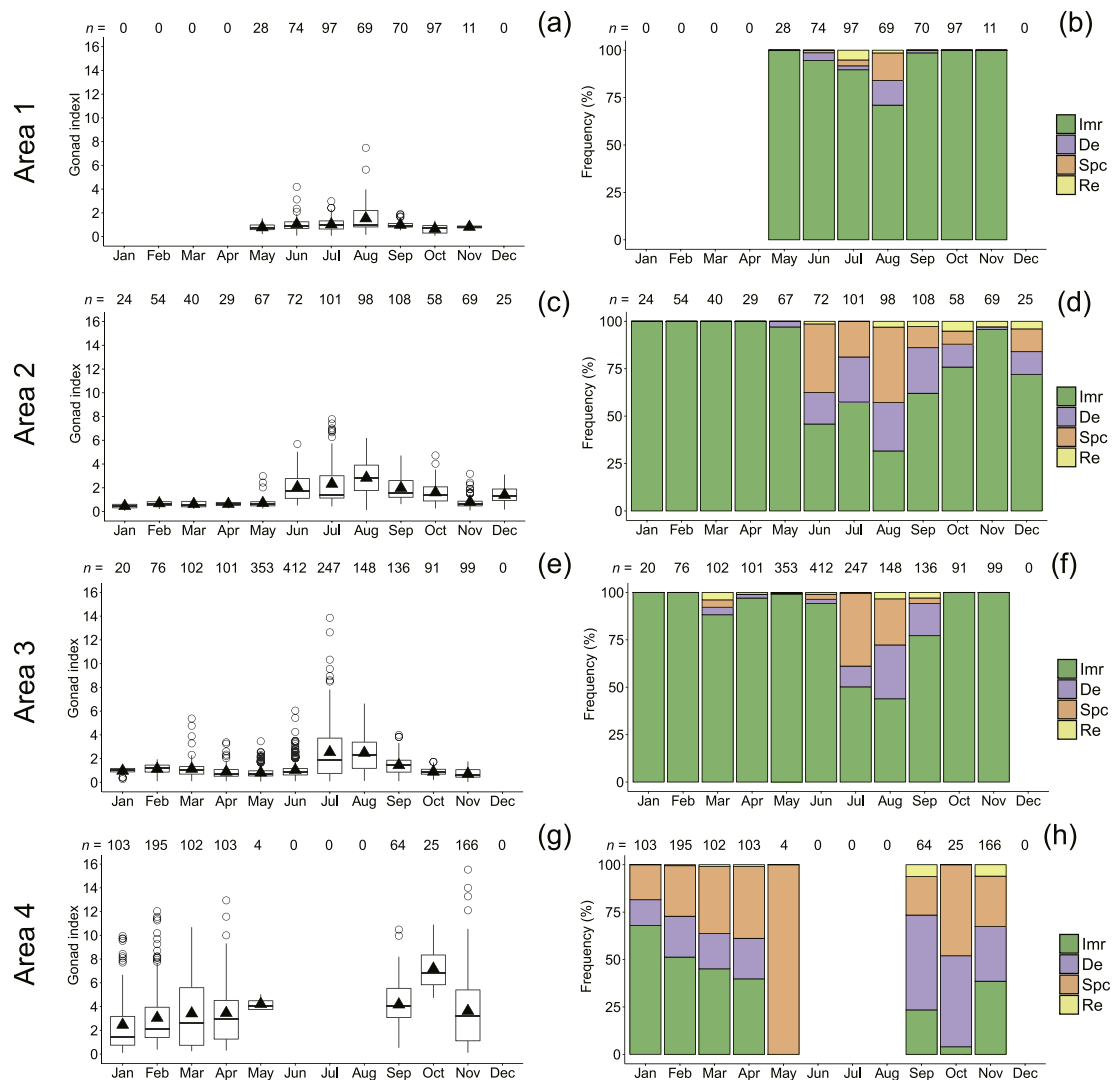 (a)
n = 0 0 0 0 28 74 97 69 70 97 11 0
Area 1
Gonad indexl
16
14
12
10
8
6
4
2
0
Jan Feb Mar Apr May Jun Jul Aug Sep Oct Nov Dec
(b)
n = 0 0 0 0 28 74 97 69 70 97 11 0
Frequency (%)
100
75
50
25
0
Jan Feb Mar Apr May Jun Jul Aug Sep Oct Nov Dec
Imr
De
Spc
Re
(c)
n = 24 54 40 29 67 72 101 98 108 58 69 25
Area 2
Gonad index
16
14
12
10
8
6
4
2
0
Jan Feb Mar Apr May Jun Jul Aug Sep Oct Nov Dec
(d)
n = 24 54 40 29 67 72 101 98 108 58 69 25
Frequency (%)
100
75
50
25
0
Jan Feb Mar Apr May Jun Jul Aug Sep Oct Nov Dec
Imr
De
Spc
Re
(e)
n = 20 76 102 101 353 412 247 148 136 91 99 0
Area 3
Gonad index
16
14
12
10
8
6
4
2
0
Jan Feb Mar Apr May Jun Jul Aug Sep Oct Nov Dec
(f)
n = 20 76 102 101 353 412 247 148 136 91 99 0
Frequency (%)
100
75
50
25
0
Jan Feb Mar Apr May Jun Jul Aug Sep Oct Nov Dec
Imr
De
Spc
Re
(g)
n = 103 195 102 103 4 0 0 0 64 25 166 0
Area 4
Gonad index
16
14
12
10
8
6
4
2
0
Jan Feb Mar Apr May Jun Jul Aug Sep Oct Nov Dec
(h)
n = 103 195 102 103 4 0 0 0 64 25 166 0
Frequency (%)
100
75
50
25
0
Jan Feb Mar Apr May Jun Jul Aug Sep Oct Nov Dec
Imr
De
Spc
Re